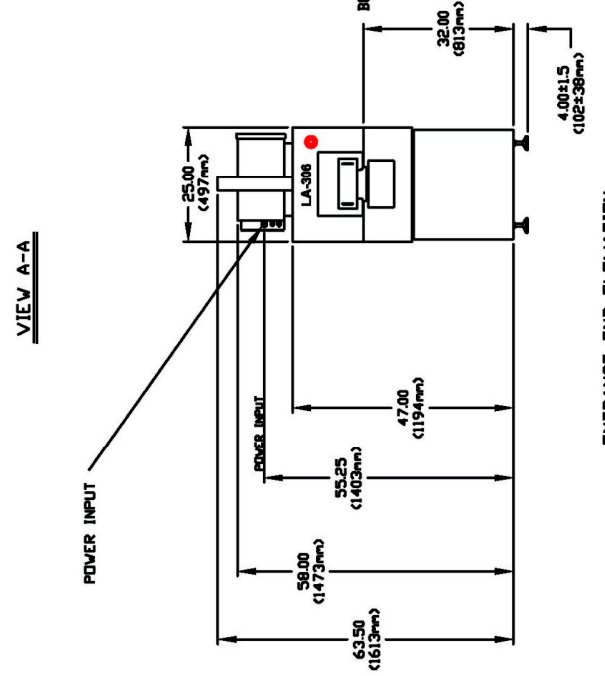 VIEW A-A
POWER INPUT
25.00
(497mm)
LA-306
32.00
(813mm)
4.00±1.5
(102±38mm)
47.00
(1194mm)
POWER INPUT
55.25
(1403mm)
58.00
(1473mm)
63.50
(1613mm)